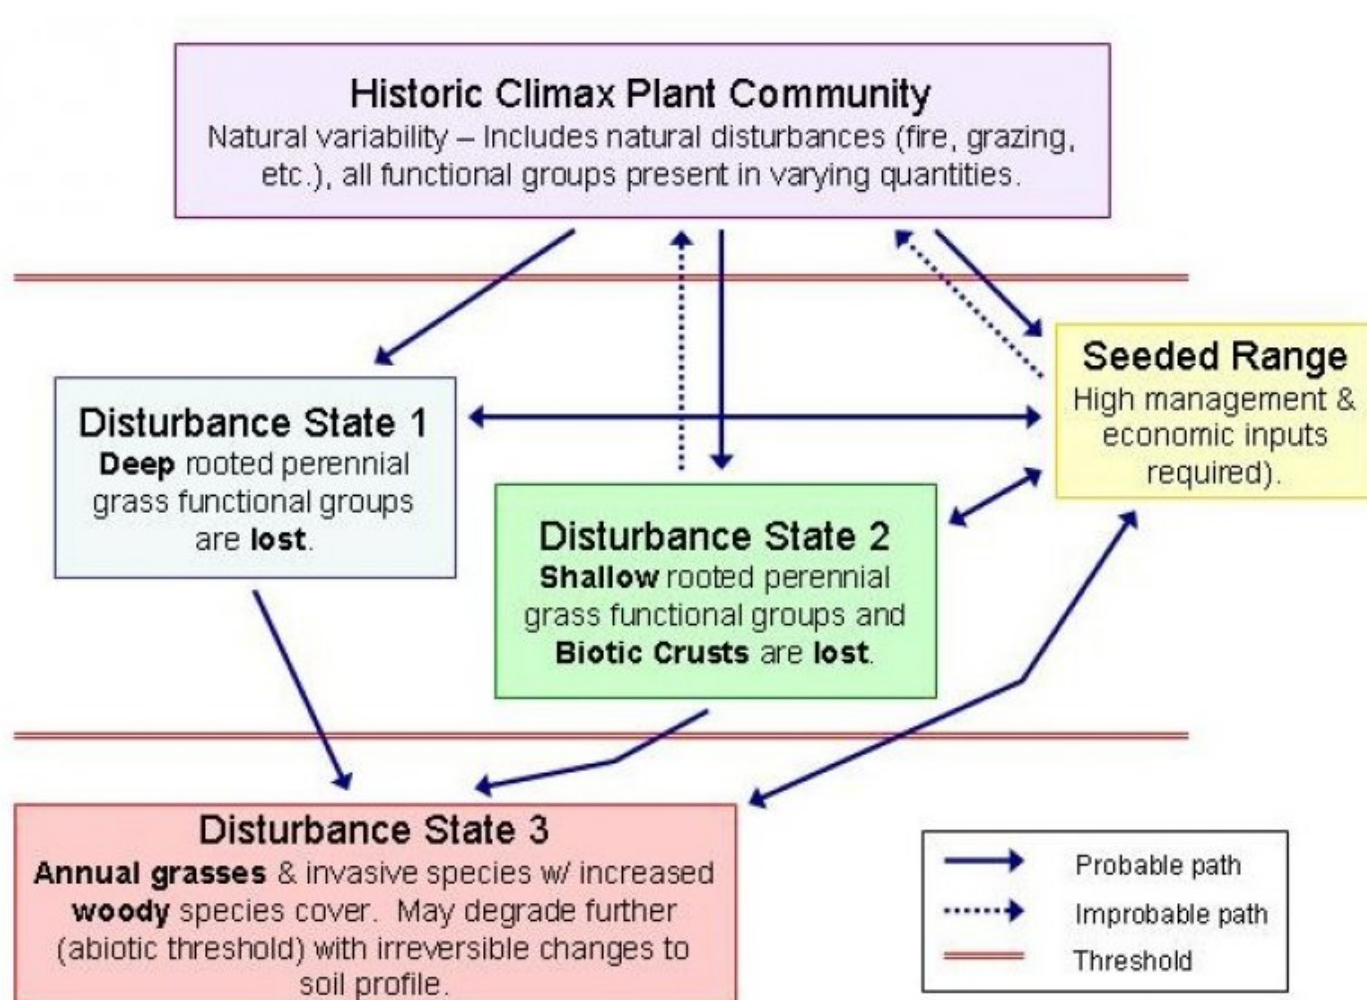 Historic Climax Plant Community
Natural variability – Includes natural disturbances (fire, grazing,
etc.), all functional groups present in varying quantities.
Seeded Range
High management &
economic inputs
required).
Disturbance State 1
Deep rooted perennial
grass functional groups
are lost.
Disturbance State 2
Shallow rooted perennial
grass functional groups and
Biotic Crusts are lost.
Disturbance State 3
Annual grasses & invasive species w/ increased
woody species cover. May degrade further
(abiotic threshold) with irreversible changes to
soil profile.
Probable path
Improbable path
Threshold